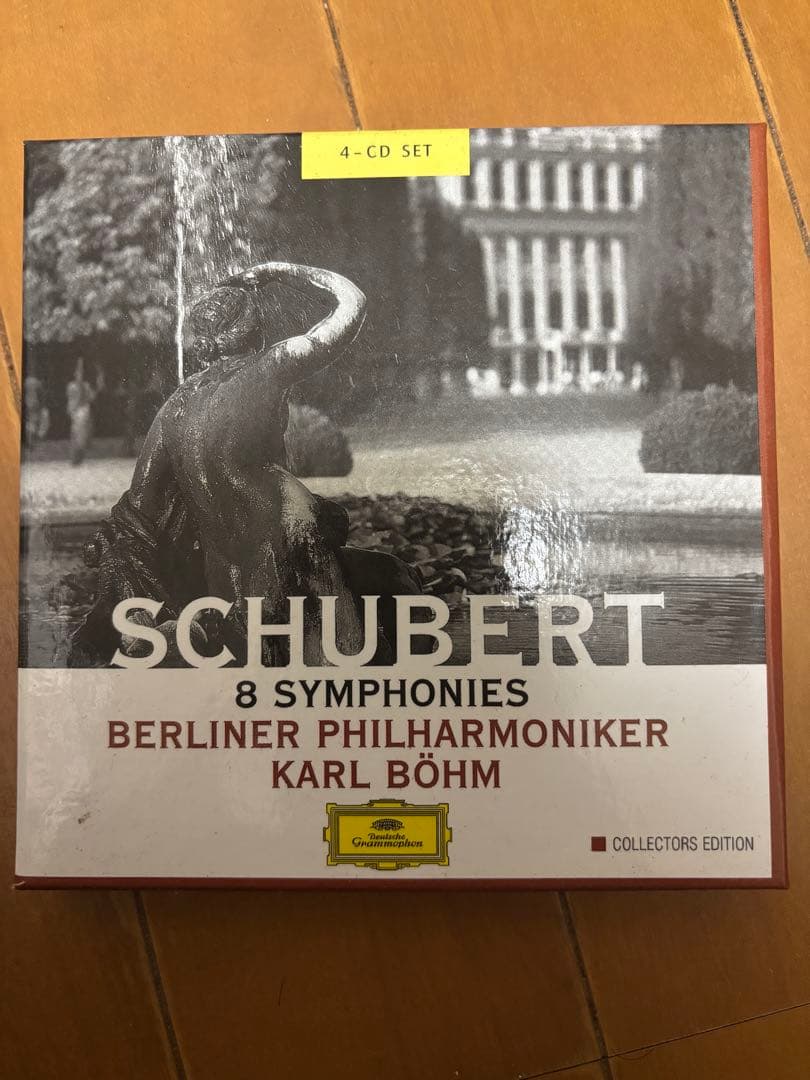 4-CD SET
SCHUBERT
8 SYMPHONIES
BERLINER PHILHARMONIKER
KARL BÖHM
Deutsche
Grammophon
COLLECTORS EDITION